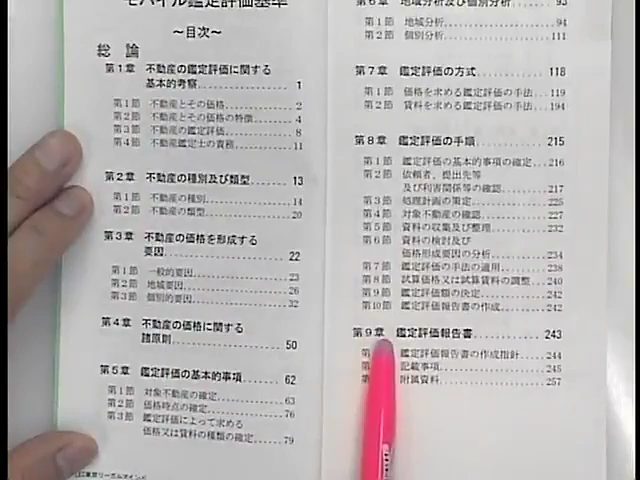 モバイル鑑定評価基準
～目次～
総 論
第1章 不動産の鑑定評価に関する
基本的考察 1
第1節 不動産とその価格 2
第2節 不動産とその価格の特徴 4
第3節 不動産の鑑定評価 8
第4節 不動産鑑定士の責務 11
第2章 不動産の種別及び類型 13
第1節 不動産の種別 14
第2節 不動産の類型 20
第3章 不動産の価格を形成する
要因 22
第1節 一般的要因 23
第2節 地域要因 26
第3節 個別的要因 32
第4章 不動産の価格に関する
諸原則 50
第5章 鑑定評価の基本的事項 62
第1節 対象不動産の確定 63
第2節 価格時点の確定 76
第3節 鑑定評価によって求める
価格又は賃料の種類の確定 79
第6章 地域分析及び個別分析 93
第1節 地域分析 94
第2節 個別分析 111
第7章 鑑定評価の方式 118
第1節 価格を求める鑑定評価の手法 119
第2節 賃料を求める鑑定評価の手法 194
第8章 鑑定評価の手順 215
第1節 鑑定評価の基本的事項の確定 216
第2節 依頼者、提出先等
及び利害関係等の確認 217
第3節 処理計画の策定 225
第4節 対象不動産の確認 227
第5節 資料の収集及び整理 232
第6節 資料の検討及び
価格形成要因の分析 234
第7節 鑑定評価の手法の適用 238
第8節 試算価格又は試算賃料の調整 240
第9節 鑑定評価額の決定 242
第10節 鑑定評価報告書の作成 242
第9章 鑑定評価報告書 243
第 鑑定評価報告書の作成指針 244
第 記載事項 245
第 附属資料 257